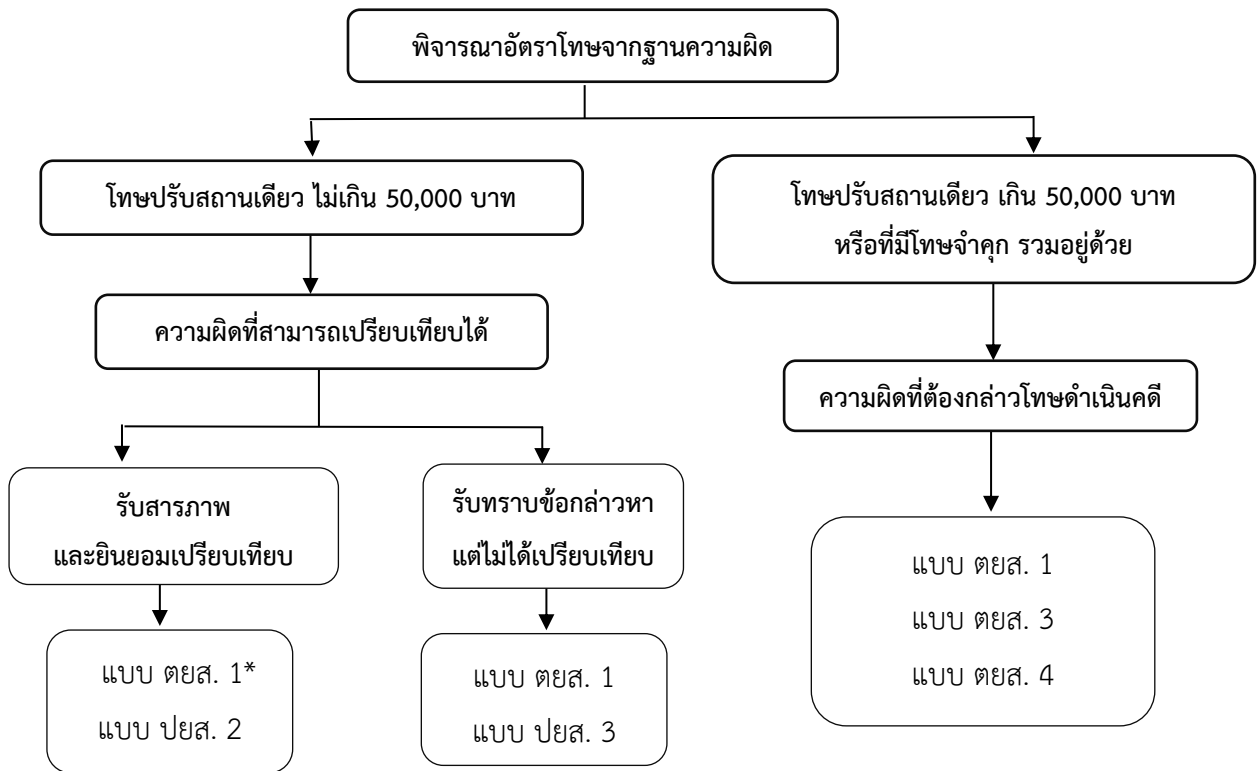 พิจารณาอัตราโทษจากฐานความผิด
โทษปรับสถานเดียว ไม่เกิน 50,000 บาท
โทษปรับสถานเดียว เกิน 50,000 บาท
หรือที่มีโทษจำคุก รวมอยู่ด้วย
ความผิดที่สามารถเปรียบเทียบได้
ความผิดที่ต้องกล่าวโทษดำเนินคดี
รับสารภาพ
และยินยอมเปรียบเทียบ
รับทราบข้อกล่าวหา
แต่ไม่ได้เปรียบเทียบ
แบบ ตยส. 1*
แบบ ปยส. 2
แบบ ตยส. 1
แบบ ปยส. 3
แบบ ตยส. 1
แบบ ตยส. 3
แบบ ตยส. 4